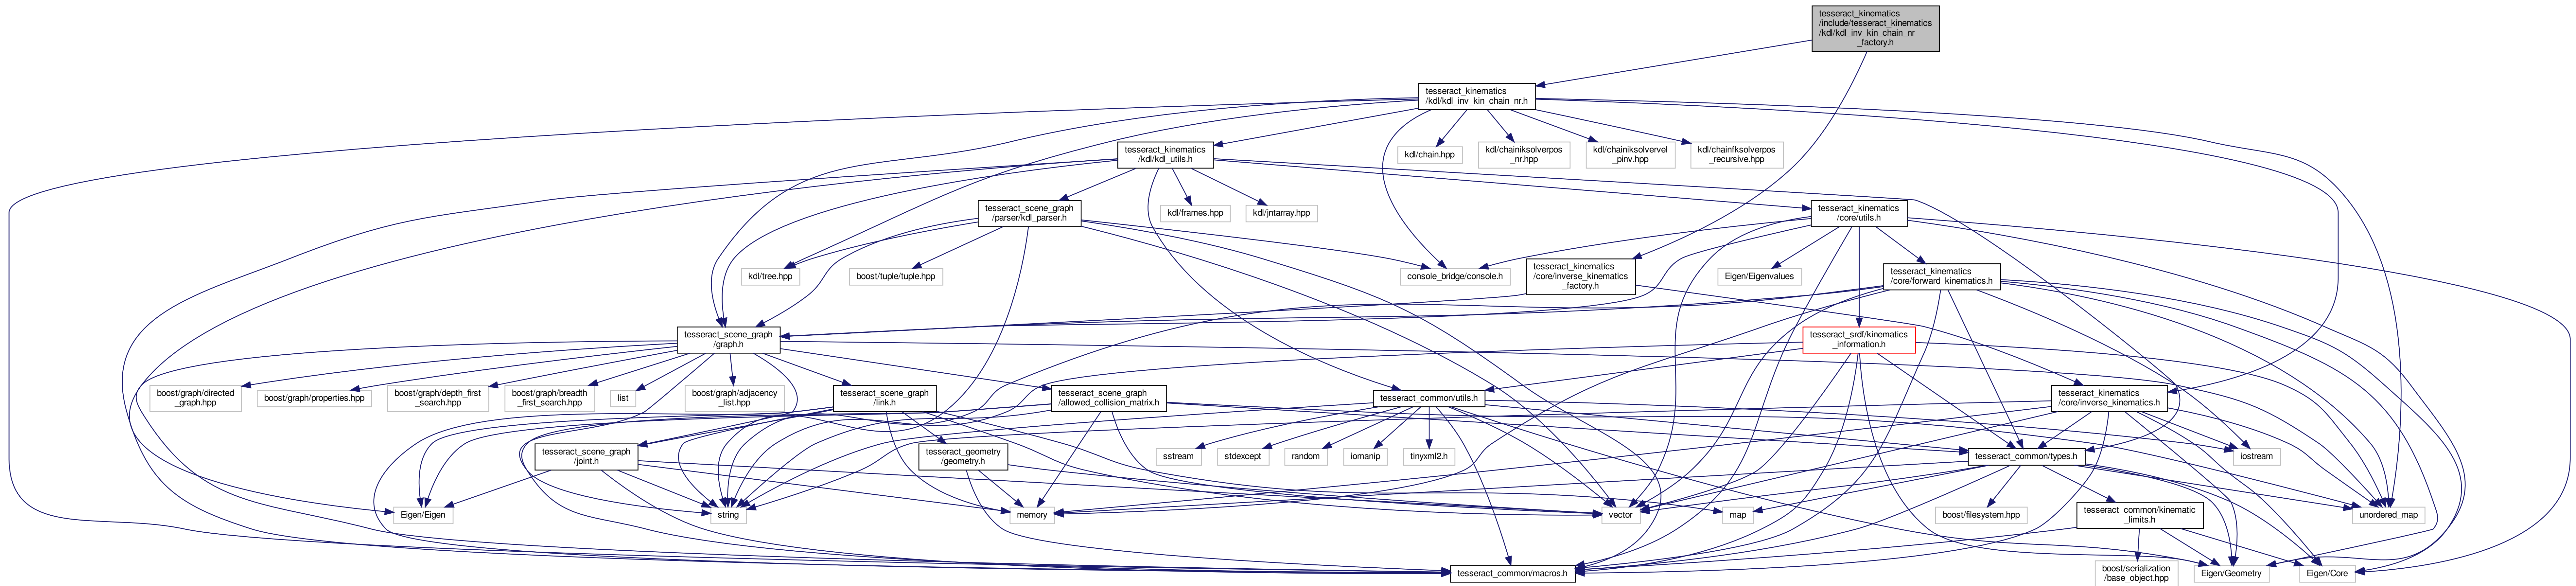 tesseract_kinematics
/include/tesseract_kinematics
/kdl/kdl_inv_kin_chain_nr
_factory.h
tesseract_kinematics
/kdl/kdl_inv_kin_chain_nr.h
tesseract_kinematics
/kdl/kdl_utils.h
kdl/chain.hpp
kdl/chainiksolverpos
_nr.hpp
kdl/chainiksolvervel
_pinv.hpp
kdl/chainfksolverpos
_recursive.hpp
tesseract_scene_graph
/parser/kdl_parser.h
kdl/frames.hpp
kdl/jntarray.hpp
tesseract_kinematics
/core/utils.h
kdl/tree.hpp
boost/tuple/tuple.hpp
console_bridge/console.h
tesseract_kinematics
/core/inverse_kinematics
_factory.h
Eigen/Eigenvalues
tesseract_kinematics
/core/forward_kinematics.h
tesseract_scene_graph
/graph.h
tesseract_srdf/kinematics
_information.h
boost/graph/directed
_graph.hpp
boost/graph/properties.hpp
boost/graph/depth_first
_search.hpp
boost/graph/breadth
_first_search.hpp
list
boost/graph/adjacency
_list.hpp
tesseract_scene_graph
/link.h
tesseract_scene_graph
/allowed_collision_matrix.h
tesseract_common/utils.h
tesseract_kinematics
/core/inverse_kinematics.h
tesseract_scene_graph
/joint.h
tesseract_geometry
/geometry.h
sstream
stdexcept
random
iomanip
tinyxml2.h
tesseract_common/types.h
iostream
Eigen/Eigen
string
memory
vector
map
boost/filesystem.hpp
tesseract_common/kinematic
_limits.h
unordered_map
tesseract_common/macros.h
boost/serialization
/base_object.hpp
Eigen/Geometry
Eigen/Core